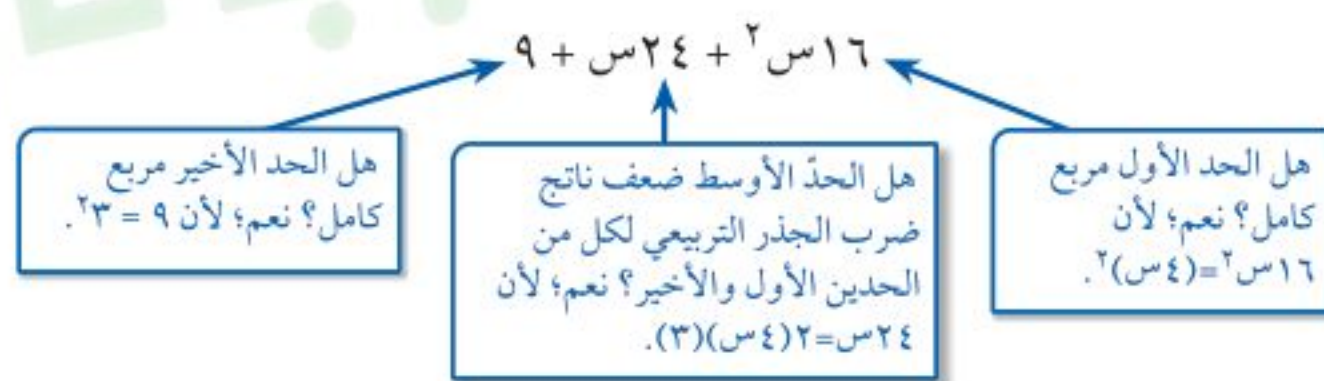 ١٦س٢ + ٢٤س + ٩
هل الحد الأول مربع
كامل؟ نعم؛ لأن
١٦س٢=(٤س)٢.
هل الحدّ الأوسط ضعف ناتج
ضرب الجذر التربيعي لكل من
الحدين الأول والأخير؟ نعم؛ لأن
٢٤س=٢(٤س)(٣).
هل الحد الأخير مربع
كامل؟ نعم؛ لأن ٩ = ٣٢.